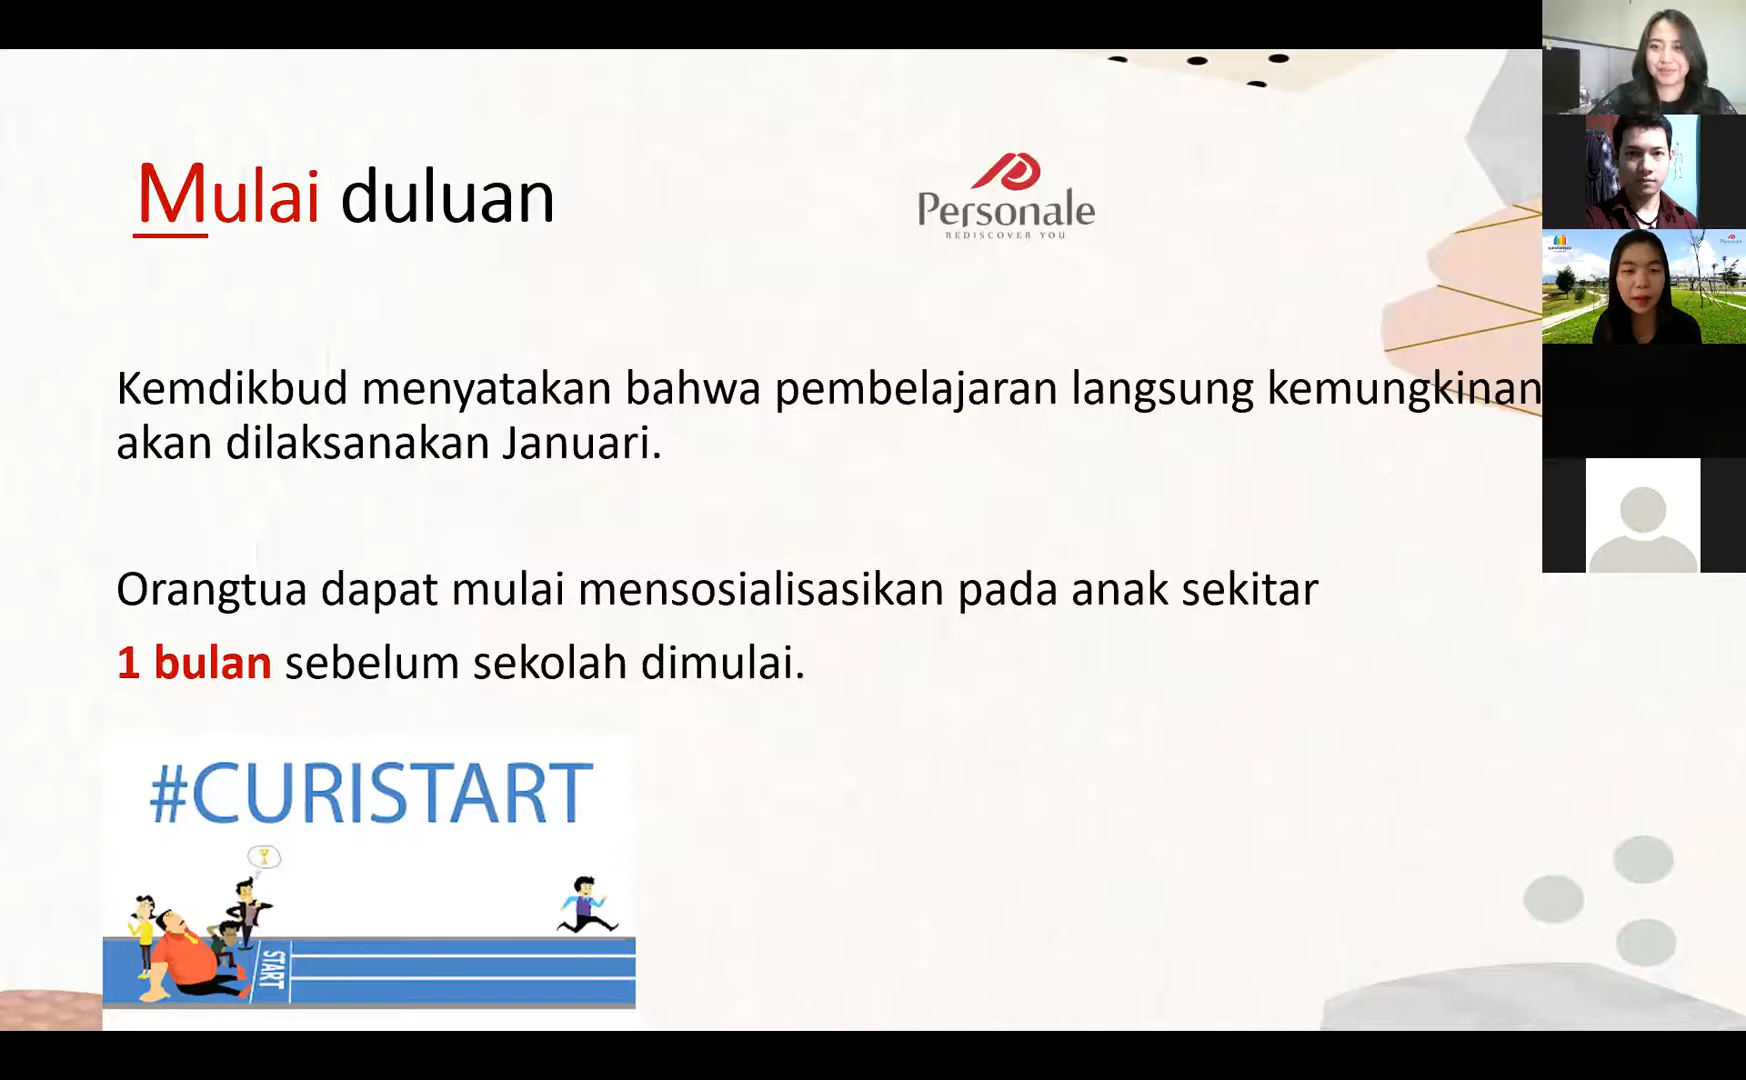 Mulai duluan
Personale
REDISCOVER YOU
Kemdikbud menyatakan bahwa pembelajaran langsung kemungkinan
akan dilaksanakan Januari.
Orangtua dapat mulai mensosialisasikan pada anak sekitar
1 bulan sebelum sekolah dimulai.
#CURISTART
START